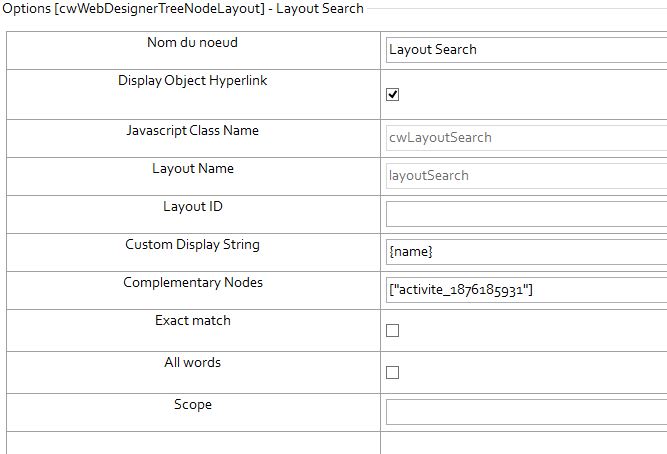 Options [cwWebDesignerTreeNodeLayout] - Layout Search
Nom du noeud
Layout Search
Display Object Hyperlink
Javascript Class Name
cwLayoutSearch
Layout Name
layoutSearch
Layout ID
Custom Display String
{name}
Complementary Nodes
["activite_1876185931"]
Exact match
All words
Scope